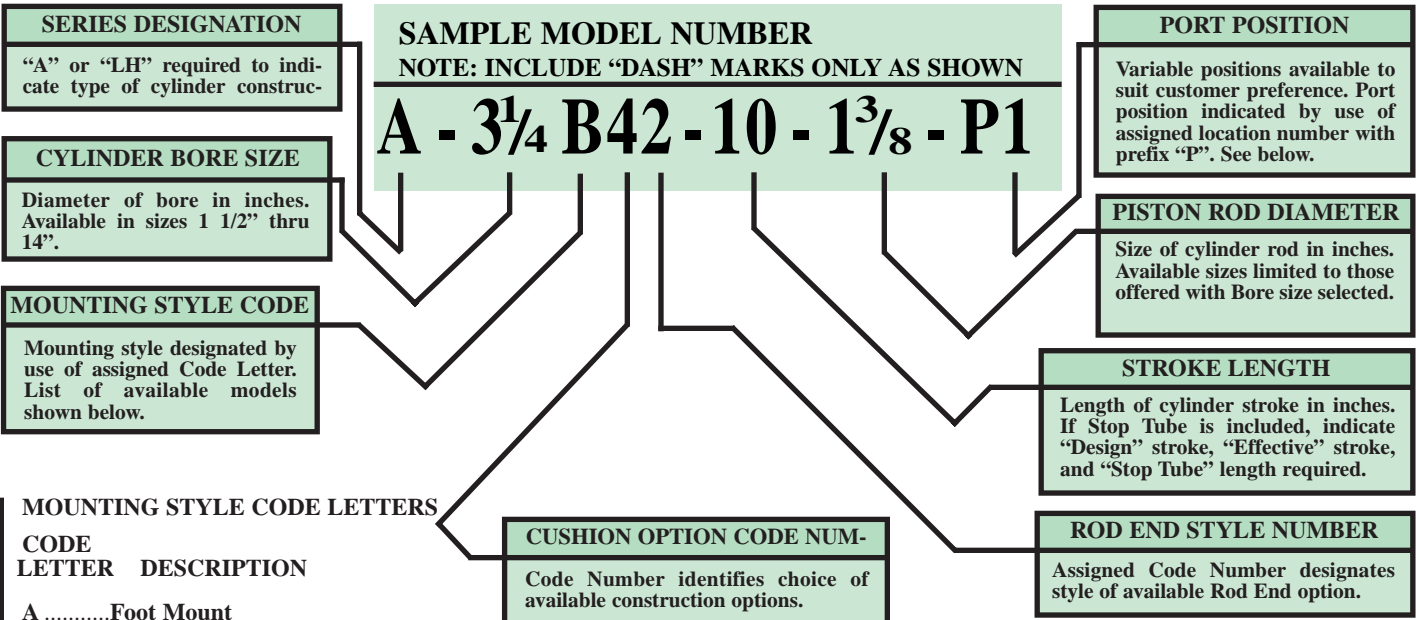 SERIES DESIGNATION
“A” or “LH” required to indi-
cate type of cylinder construc-
CYLINDER BORE SIZE
Diameter of bore in inches.
Available in sizes 1 1/2” thru
14”.
MOUNTING STYLE CODE
Mounting style designated by
use of assigned Code Letter.
List of available models
shown below.
SAMPLE MODEL NUMBER
NOTE: INCLUDE “DASH” MARKS ONLY AS SHOWN
A - 3 1/4 B42 - 10 - 1 3/8 - P1
PORT POSITION
Variable positions available to
suit customer preference. Port
position indicated by use of
assigned location number with
prefix “P”. See below.
PISTON ROD DIAMETER
Size of cylinder rod in inches.
Available sizes limited to those
offered with Bore size selected.
STROKE LENGTH
Length of cylinder stroke in inches.
If Stop Tube is included, indicate
“Design” stroke, “Effective” stroke,
and “Stop Tube” length required.
ROD END STYLE NUMBER
Assigned Code Number designates
style of available Rod End option.
CUSHION OPTION CODE NUM-
Code Number identifies choice of
available construction options.
MOUNTING STYLE CODE LETTERS
CODE
LETTER DESCRIPTION
A ...........Foot Mount